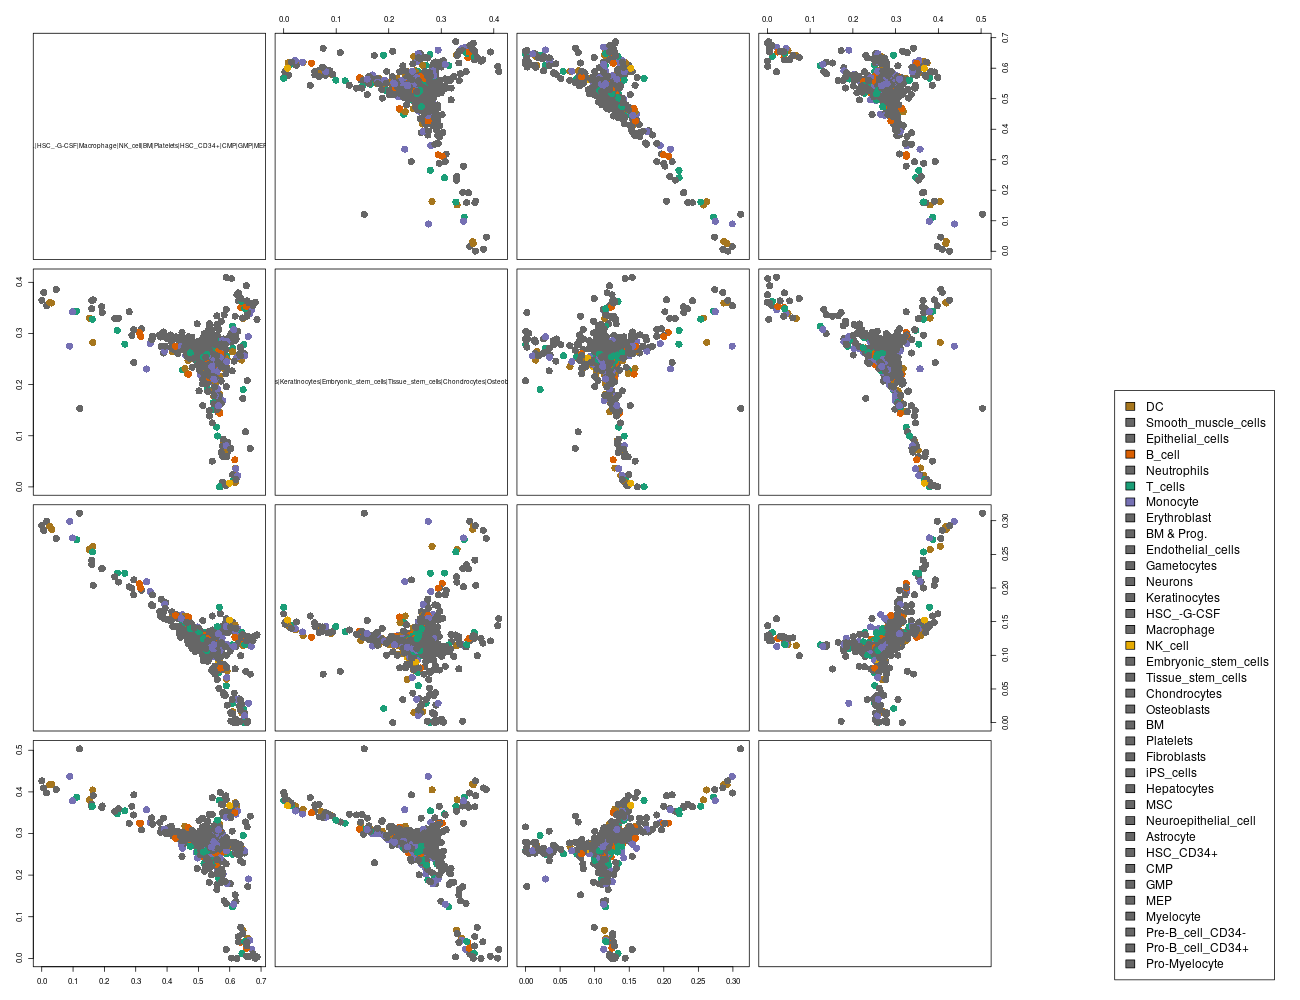 0.0 0.1 0.2 0.3 0.4
0.0 0.1 0.2 0.3 0.4 0.5
0.0 0.1 0.2 0.3 0.4 0.5 0.6 0.7
|HSC_-G-CSF|Macrophage|NK_cell|BM|Platelets|HSC_CD34+|CMP|GMP|MEP
0.0 0.1 0.2 0.3 0.4
s|Keratinocytes|Embryonic_stem_cells|Tissue_stem_cells|Chondrocytes|Osteob
0.00 0.05 0.10 0.15 0.20 0.25 0.30
0.0 0.1 0.2 0.3 0.4 0.5
0.0 0.1 0.2 0.3 0.4 0.5 0.6 0.7
0.00 0.05 0.10 0.15 0.20 0.25 0.30
DC
Smooth_muscle_cells
Epithelial_cells
B_cell
Neutrophils
T_cells
Monocyte
Erythroblast
BM & Prog.
Endothelial_cells
Gametocytes
Neurons
Keratinocytes
HSC_-G-CSF
Macrophage
NK_cell
Embryonic_stem_cells
Tissue_stem_cells
Chondrocytes
Osteoblasts
BM
Platelets
Fibroblasts
iPS_cells
Hepatocytes
MSC
Neuroepithelial_cell
Astrocyte
HSC_CD34+
CMP
GMP
MEP
Myelocyte
Pre-B_cell_CD34-
Pro-B_cell_CD34+
Pro-Myelocyte